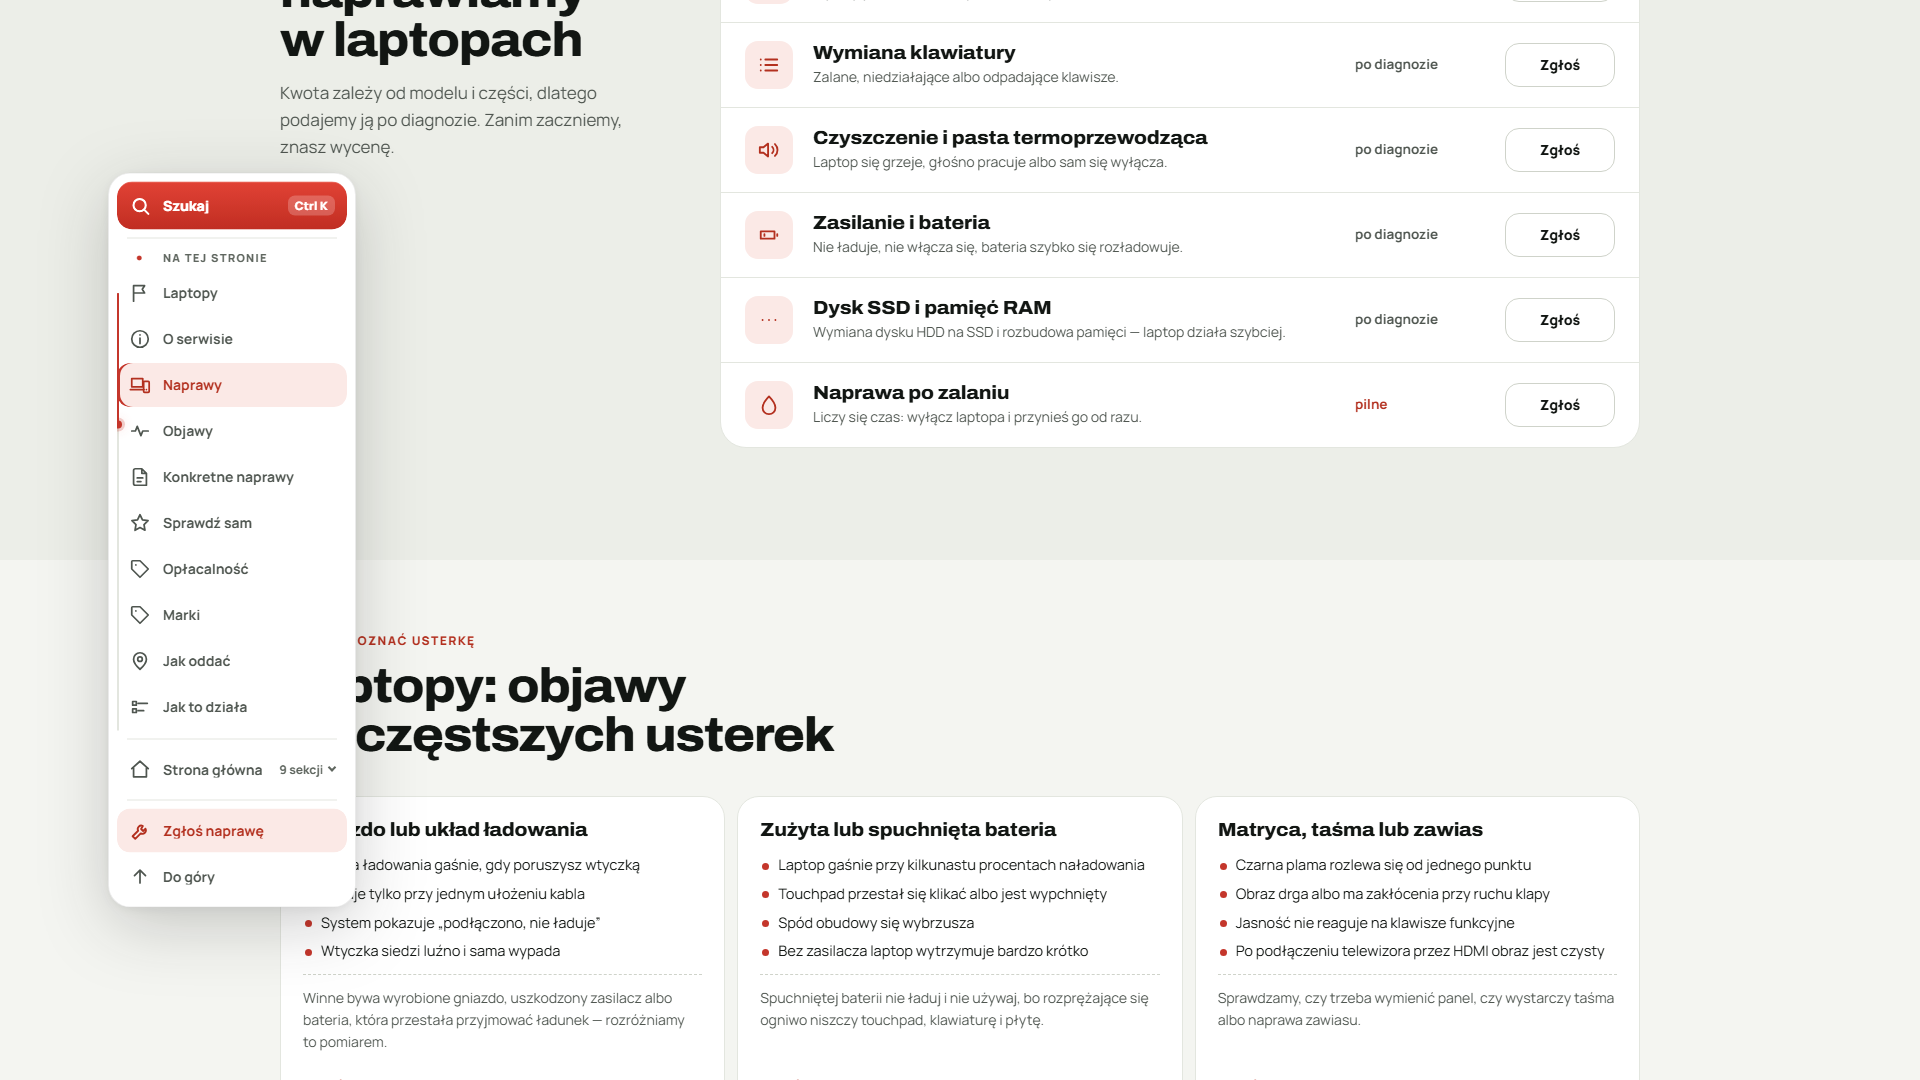 naprawiamy
w laptopach
Kwota zależy od modelu i części, dlatego
podajemy ją po diagnozie. Zanim zaczniemy,
znasz wycenę.
Wymiana klawiatury
Zalane, niedziałające albo odpadające klawisze.
po diagnozie
Zgłoś
Czyszczenie i pasta termoprzewodząca
Laptop się grzeje, głośno pracuje albo sam się wyłącza.
po diagnozie
Zgłoś
Zasilanie i bateria
Nie ładuje, nie włącza się, bateria szybko się rozładowuje.
po diagnozie
Zgłoś
Dysk SSD i pamięć RAM
Wymiana dysku HDD na SSD i rozbudowa pamięci — laptop działa szybciej.
po diagnozie
Zgłoś
Naprawa po zalaniu
Liczy się czas: wyłącz laptopa i przynieś go od razu.
pilne
Zgłoś
Szukaj
Ctrl K
NA TEJ STRONIE
Laptopy
O serwisie
Naprawy
Objawy
Konkretne naprawy
Sprawdź sam
Opłacalność
Marki
Jak oddać
Jak to działa
Strona główna
9 sekcji
Zgłoś naprawę
Do góry
OZNAĆ USTERKĘ
ptopy: objawy
częstszych usterek
zdo lub układ ładowania
a ładowania gaśnie, gdy poruszysz wtyczkę
je tylko przy jednym ułożeniu kabla
System pokazuje „podłączono, nie ładuje”
Wtyczka siedzi luźno i sama wypada
Winne bywa wyrobione gniazdo, uszkodzony zasilacz albo
bateria, która przestała przyjmować ładunek — rozróżniamy
to pomiarem.
Zużyta lub spuchnięta bateria
Laptop gaśnie przy kilkunastu procentach naładowania
Touchpad przestał się klikać albo jest wypchnięty
Spód obudowy się wybrzusza
Bez zasilacza laptop wytrzymuje bardzo krótko
Spuchniętej baterii nie ładuj i nie używaj, bo rozprężające się
ogniwo niszczy touchpad, klawiaturę i płytę.
Matryca, taśma lub zawias
Czarna plama rozlewa się od jednego punktu
Obraz drga albo ma zakłócenia przy ruchu klapy
Jasność nie reaguje na klawisze funkcyjne
Po podłączeniu telewizora przez HDMI obraz jest czysty
Sprawdzamy, czy trzeba wymienić panel, czy wystarczy taśma
albo naprawa zawiasu.